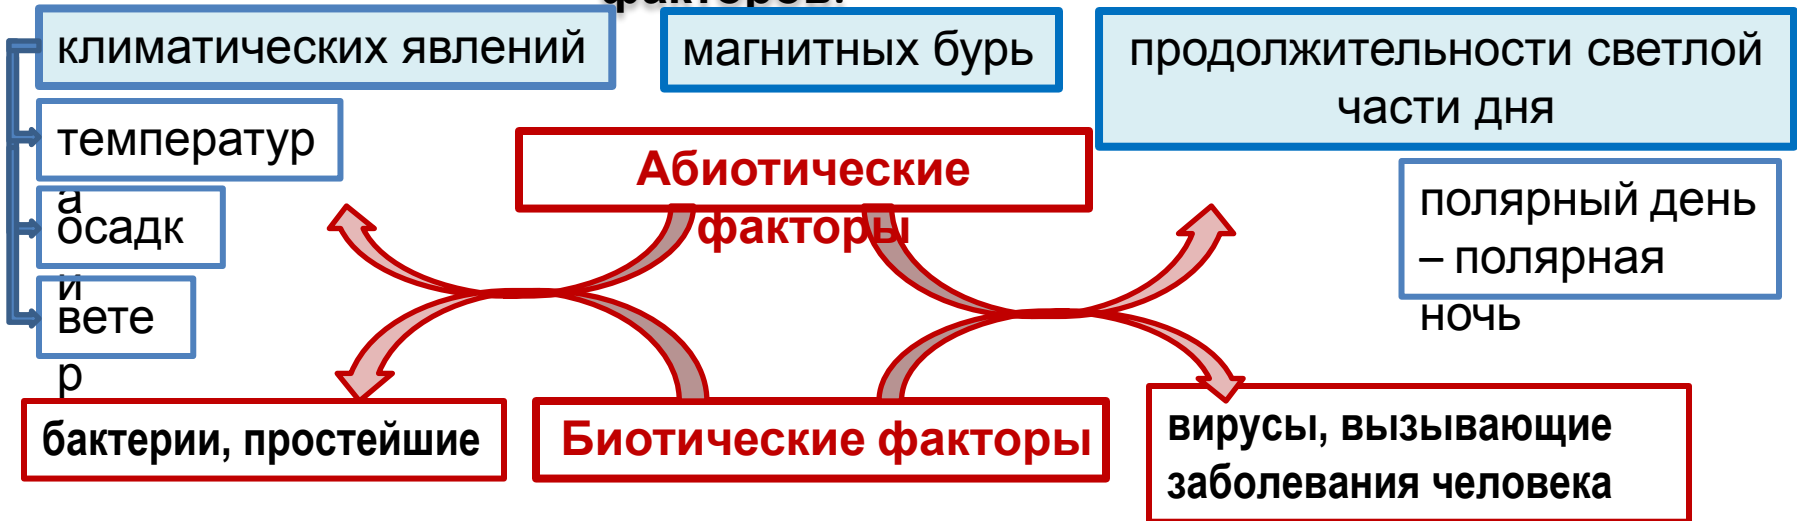 факторов:
климатических явлений
магнитных бурь
продолжительности светлой
части дня
температур
а
осадк
и
вете
р
Абиотические
факторы
полярный день
– полярная
ночь
бактерии, простейшие
Биотические факторы
вирусы, вызывающие
заболевания человека